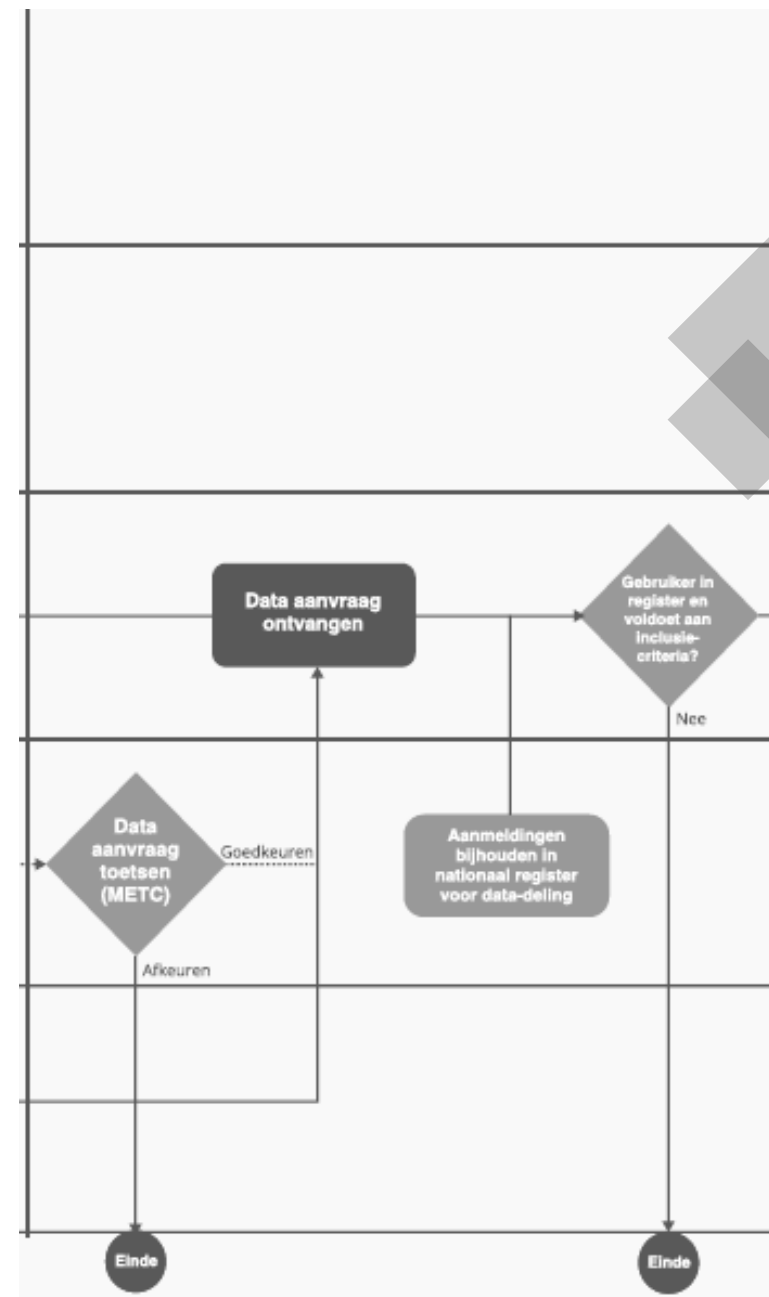 Data aanvraag
ontvangen
Gebruiker in
register en
voldoet aan
inclusie-
criteria?
Nee
Data
aanvraag
toetsen
(METC)
Goedkeuren
Afkeuren
Aanmeldingen
bijhouden in
nationaal register
voor data-deling
Einde
Einde